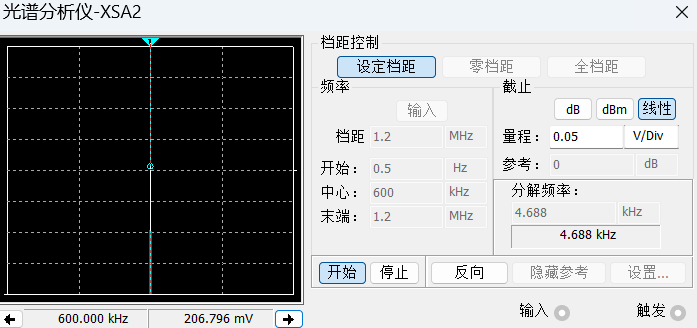 光谱分析仪-XSA2
档距控制
设定档距 零档距 全档距
频率
输入
档距 1.2 MHz
开始： 0.5 Hz
中心： 600 kHz
末端： 1.2 MHz
截止
dB dBm 线性
量程： 0.05 V/Div
参考： 0 dB
分解频率：
4.688 kHz
4.688 kHz
开始 停止 反向 隐藏参考 设置...
600.000 kHz 206.796 mV
输入 触发